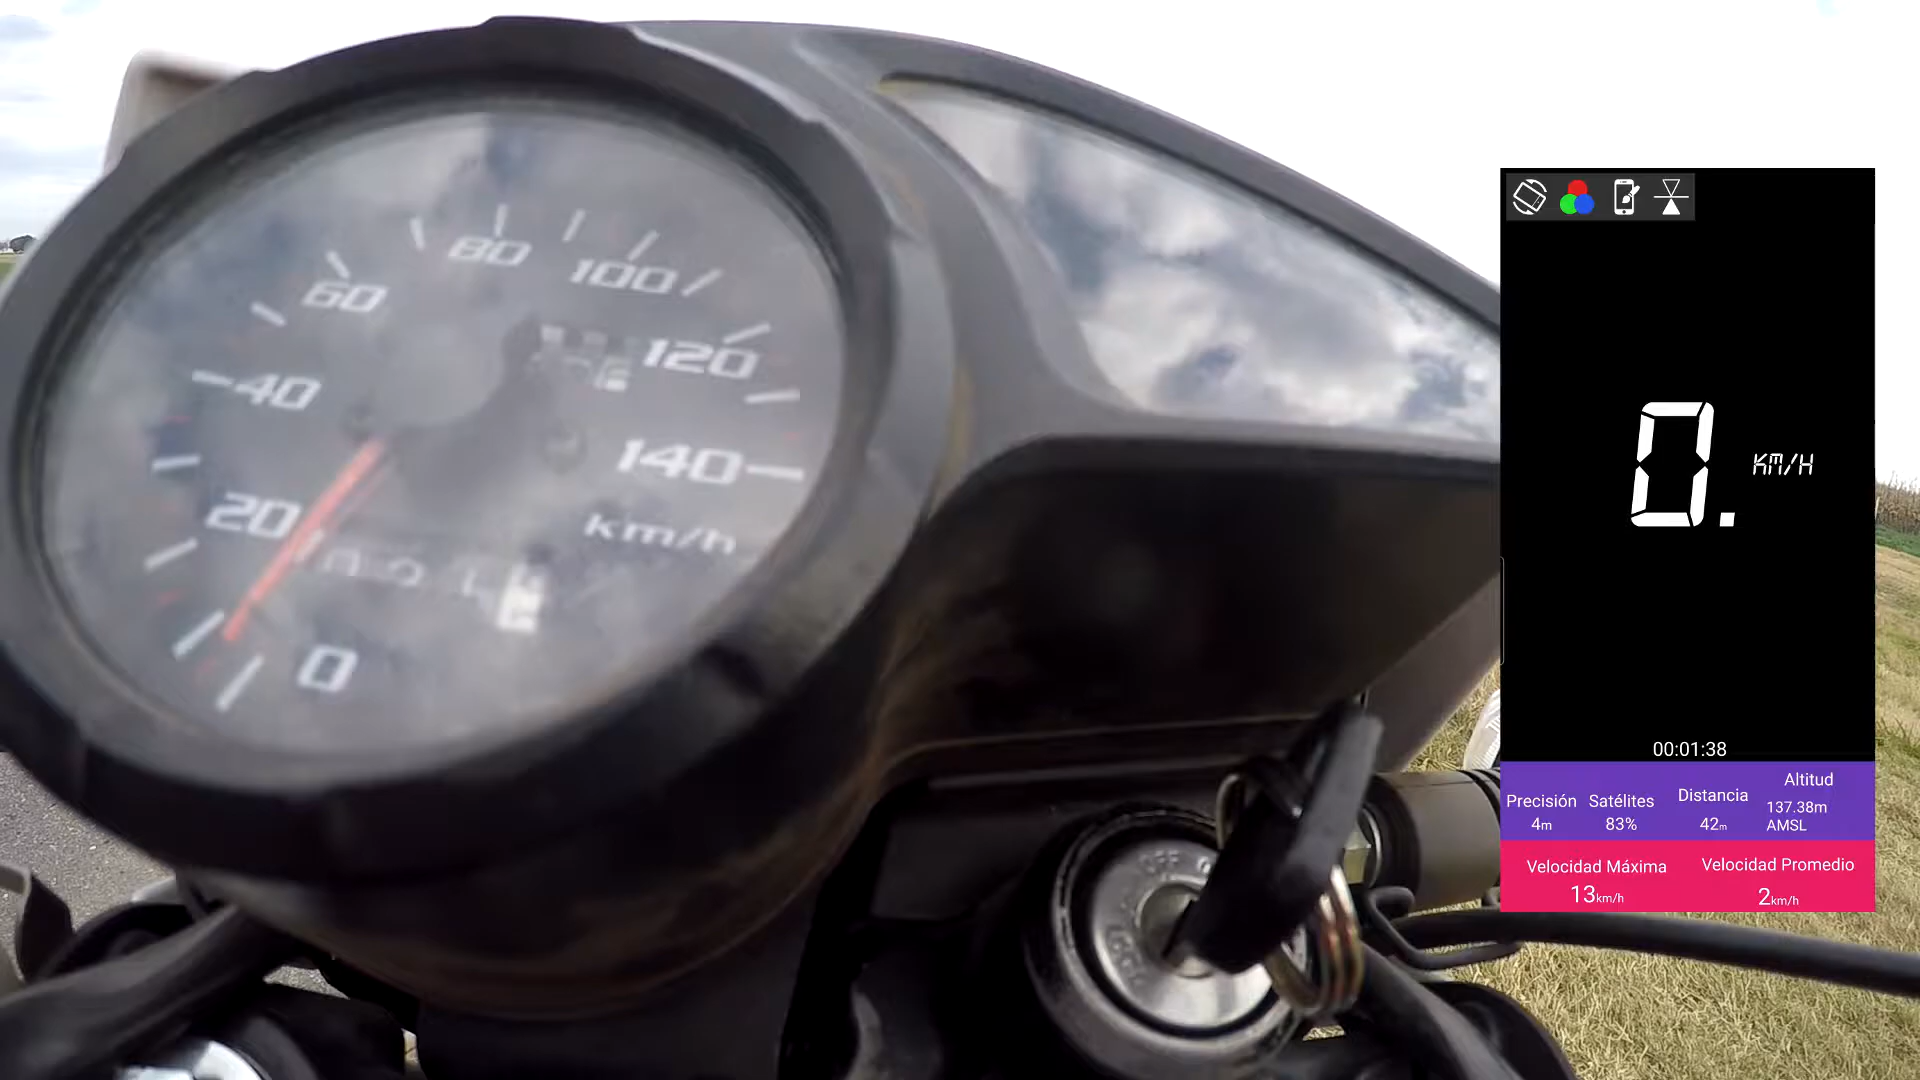 80
100
60
120
40
140
20
km/h
0
0. KM/H
00:01:38
Precisión Satélites Distancia Altitud
4m 83% 42m 137.38m
AMSL
Velocidad Máxima Velocidad Promedio
13km/h 2km/h
OFF